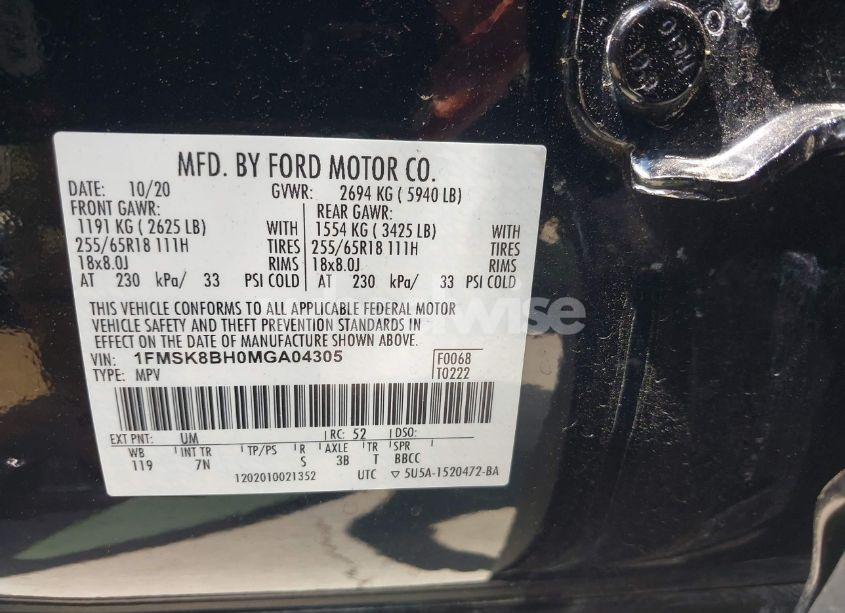 MFD. BY FORD MOTOR CO.
DATE: 10/20 GVWR: 2694 KG ( 5940 LB)
FRONT GAWR: REAR GAWR:
1191 KG ( 2625 LB) WITH 1554 KG ( 3425 LB) WITH
255/65R18 111H TIRES 255/65R18 111H TIRES
18x8.0J RIMS 18x8.0J RIMS
AT 230 kPa/ 33 PSI COLD AT 230 kPa/ 33 PSI COLD
THIS VEHICLE CONFORMS TO ALL APPLICABLE FEDERAL MOTOR
VEHICLE SAFETY AND THEFT PREVENTION STANDARDS IN
EFFECT ON THE DATE OF MANUFACTURE SHOWN ABOVE.
VIN: 1FMSK8BH0MGA04305 F0068
TYPE: MPV T0222
EXT PNT: UM RC: 52 DSO:
WB INT TR TP/PS R AXLE TR SPR
119 7N S 3B T BBCC
1202010021352 UTC ▽ 5U5A-1520472-BA